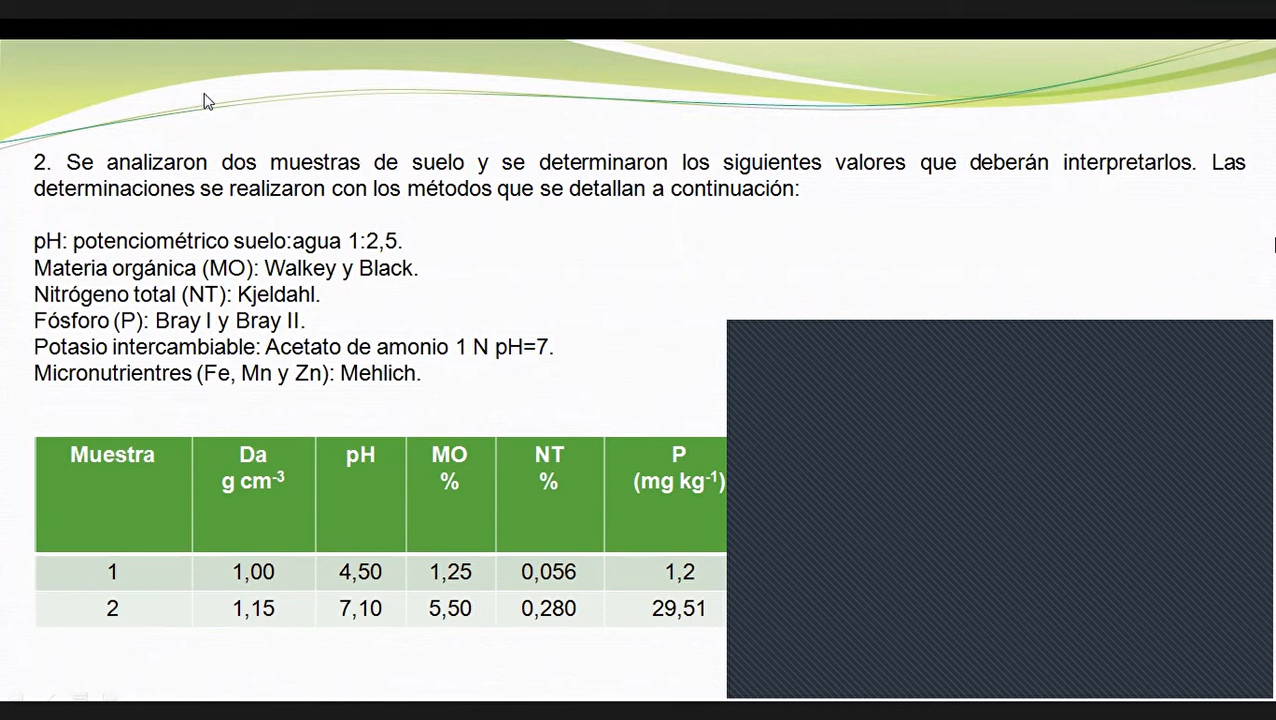 2. Se analizaron dos muestras de suelo y se determinaron los siguientes valores que deberán interpretarlos. Las
determinaciones se realizaron con los métodos que se detallan a continuación:
pH: potenciométrico suelo:agua 1:2,5.
Materia orgánica (MO): Walkey y Black.
Nitrógeno total (NT): Kjeldahl.
Fósforo (P): Bray I y Bray II.
Potasio intercambiable: Acetato de amonio 1 N pH=7.
Micronutrientres (Fe, Mn y Zn): Mehlich.
Muestra Da pH MO NT P
g cm⁻³ % % (mg kg⁻¹)
1 1,00 4,50 1,25 0,056 1,2
2 1,15 7,10 5,50 0,280 29,51